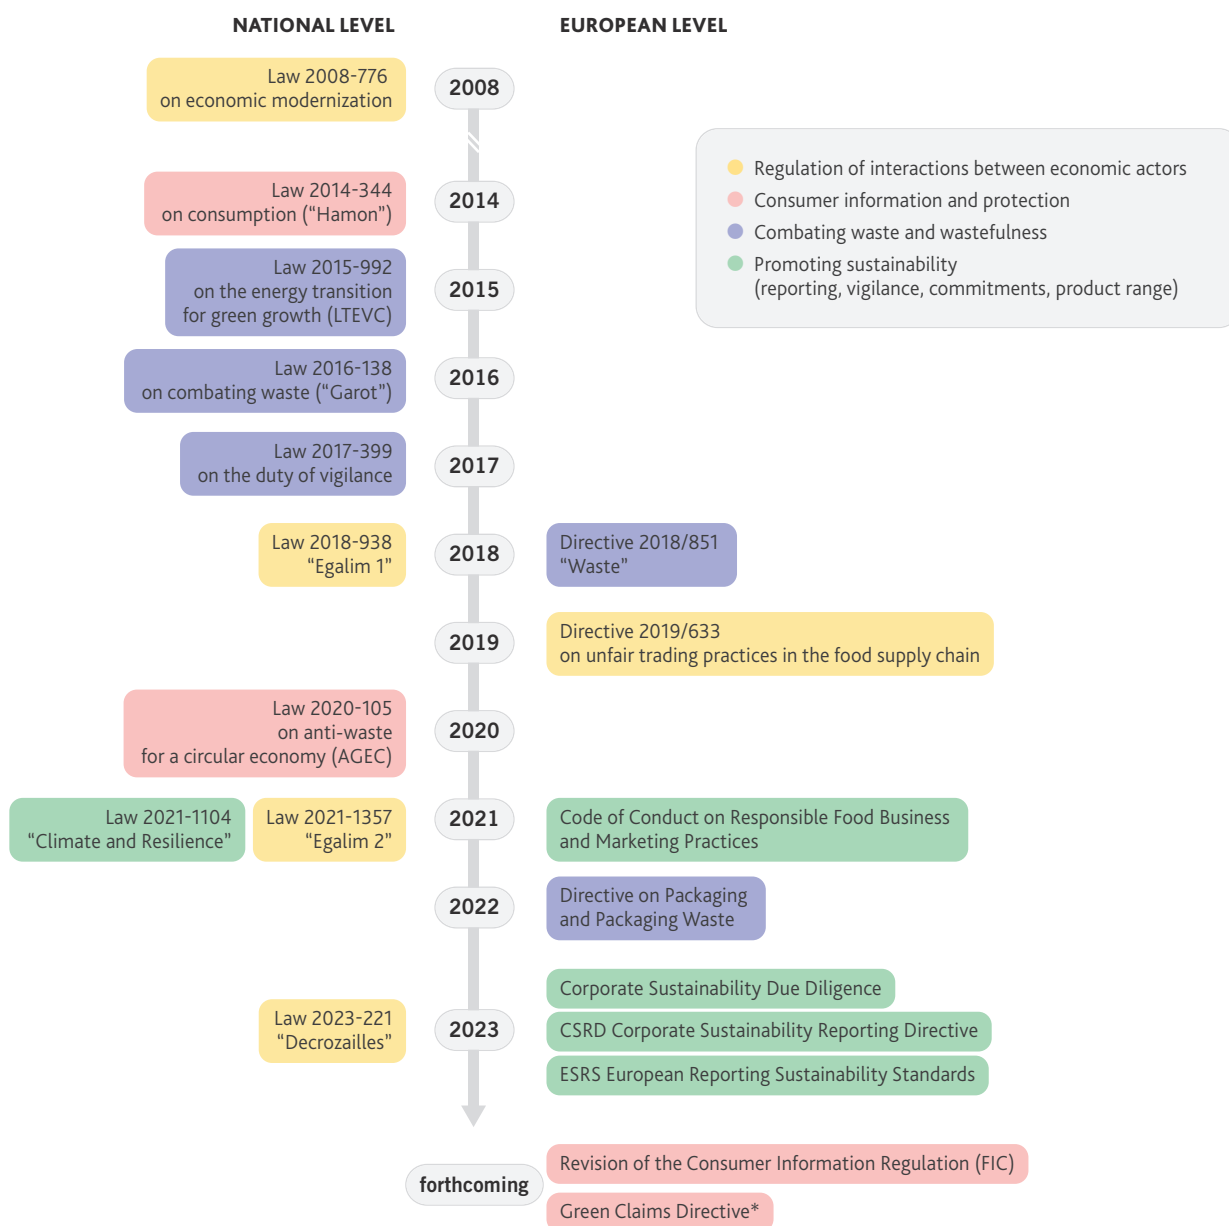 NATIONAL LEVEL
EUROPEAN LEVEL
Law 2008-776
on economic modernization
2008
Regulation of interactions between economic actors
Consumer information and protection
Combating waste and wastefulness
Promoting sustainability
(reporting, vigilance, commitments, product range)
Law 2014-344
on consumption (“Hamon”)
2014
Law 2015-992
on the energy transition
for green growth (LTEVC)
2015
Law 2016-138
on combating waste (“Garot”)
2016
Law 2017-399
on the duty of vigilance
2017
Law 2018-938
“Egalim 1”
2018
Directive 2018/851
“Waste”
2019
Directive 2019/633
on unfair trading practices in the food supply chain
Law 2020-105
on anti-waste
for a circular economy (AGEC)
2020
Law 2021-1104
“Climate and Resilience”
Law 2021-1357
“Egalim 2”
2021
Code of Conduct on Responsible Food Business
and Marketing Practices
2022
Directive on Packaging
and Packaging Waste
Law 2023-221
“Decrozailles”
2023
Corporate Sustainability Due Diligence
CSRD Corporate Sustainability Reporting Directive
ESRS European Reporting Sustainability Standards
forthcoming
Revision of the Consumer Information Regulation (FIC)
Green Claims Directive*